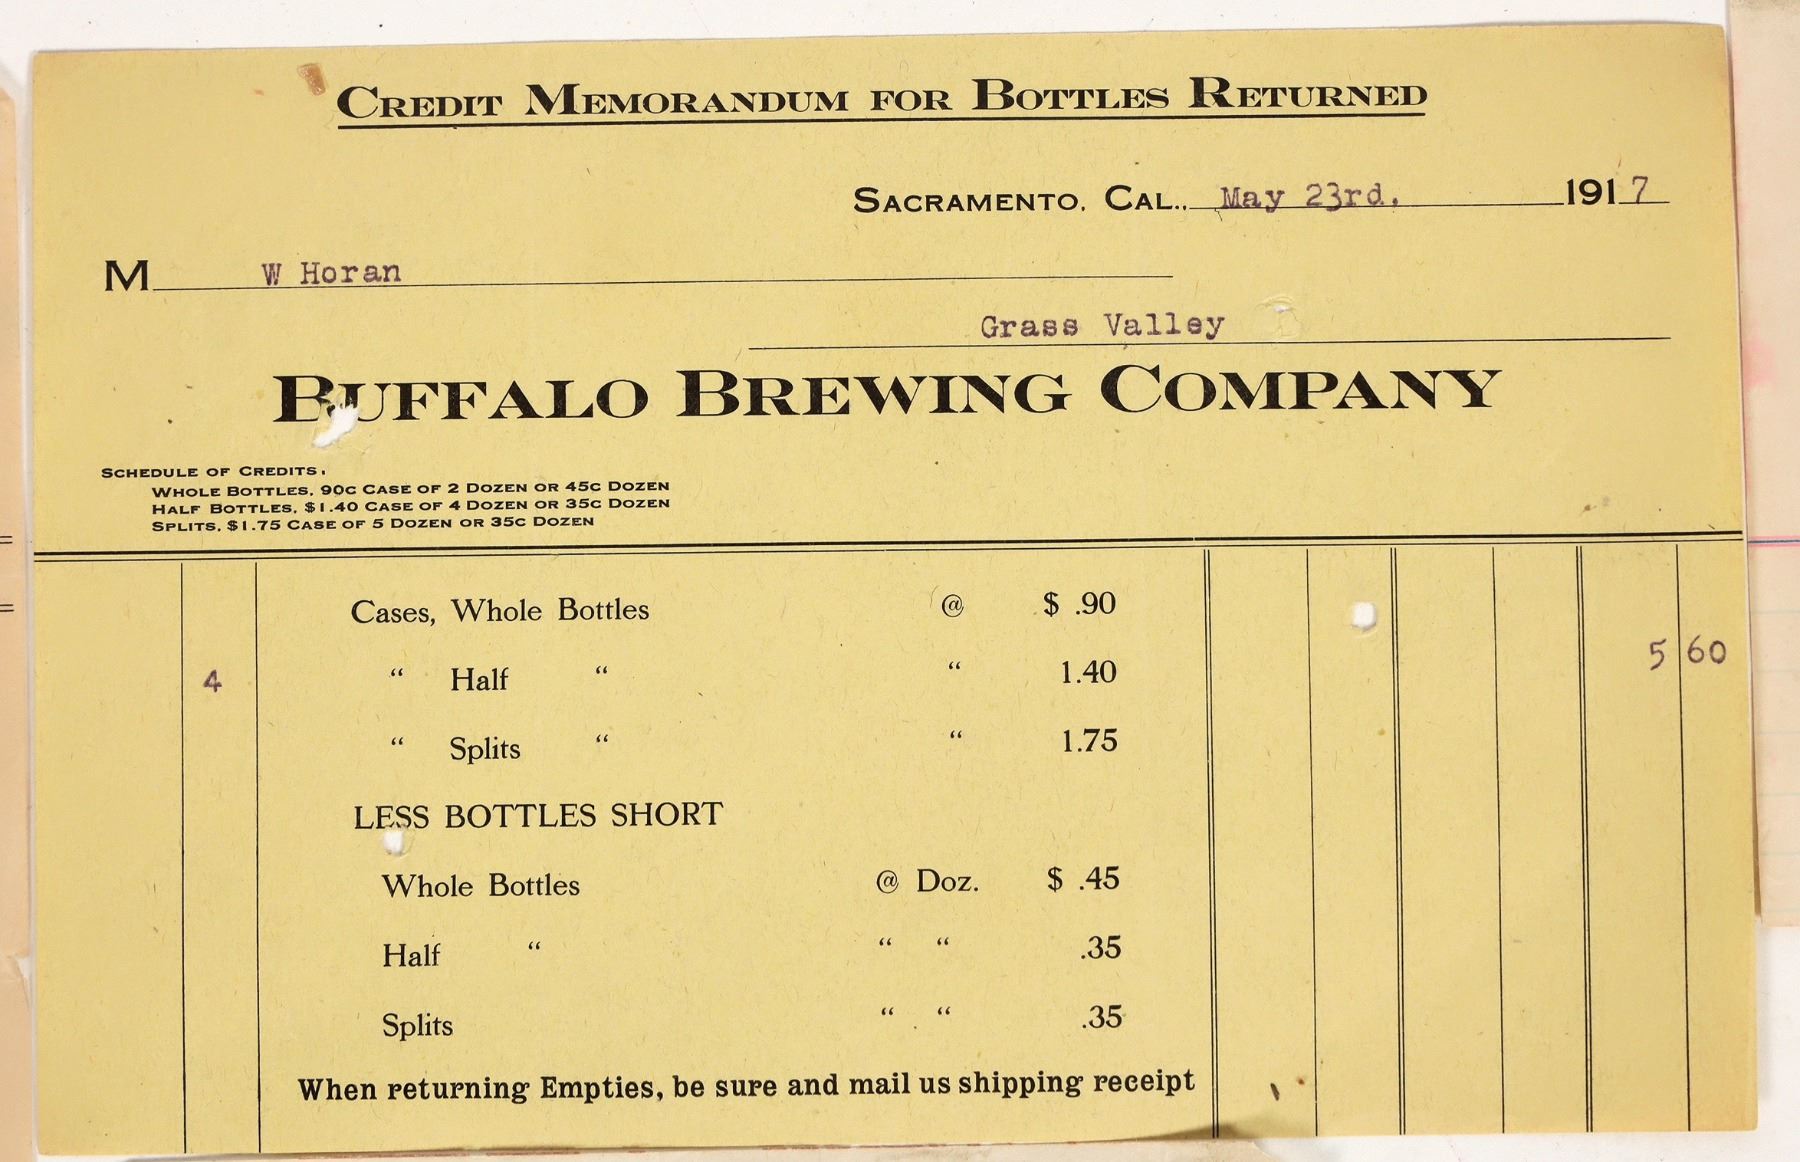 CREDIT MEMORANDUM FOR BOTTLES RETURNED
SACRAMENTO, CAL., May 23rd, 1917
M W Horan
Grass Valley
BUFFALO BREWING COMPANY
SCHEDULE OF CREDITS.
WHOLE BOTTLES, 90C CASE OF 2 DOZEN OR 45C DOZEN
HALF BOTTLES, $1.40 CASE OF 4 DOZEN OR 35C DOZEN
SPLITS, $1.75 CASE OF 5 DOZEN OR 35C DOZEN
Cases, Whole Bottles @ $ .90
4 “ Half “ “ 1.40 5 60
“ Splits “ “ 1.75
LESS BOTTLES SHORT
Whole Bottles @ Doz. $ .45
Half “ “ “ .35
Splits “ “ .35
When returning Empties, be sure and mail us shipping receipt